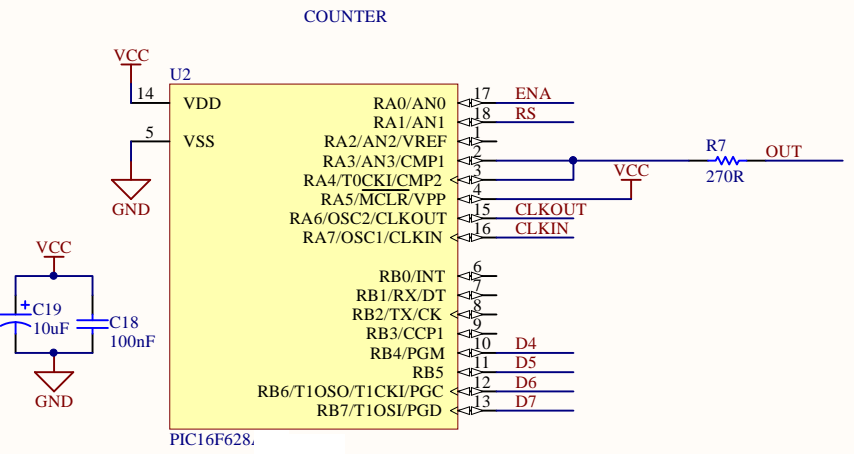 COUNTER
VCC
U2
14 VDD
5 VSS
GND
RA0/AN0 17 ENA
RA1/AN1 18 RS
RA2/AN2/VREF 1
RA3/AN3/CMP1 2
RA4/T0CKI/CMP2 3
RA5/MCLR/VPP 4
RA6/OSC2/CLKOUT 15 CLKOUT
RA7/OSC1/CLKIN 16 CLKIN
RB0/INT 6
RB1/RX/DT 7
RB2/TX/CK 8
RB3/CCP1 9
RB4/PGM 10 D4
RB5 11 D5
RB6/T1OSO/T1CKI/PGC 12 D6
RB7/T1OSI/PGD 13 D7
PIC16F628
R7
270R
OUT
VCC
VCC
+
C19
10uF
C18
100nF
GND